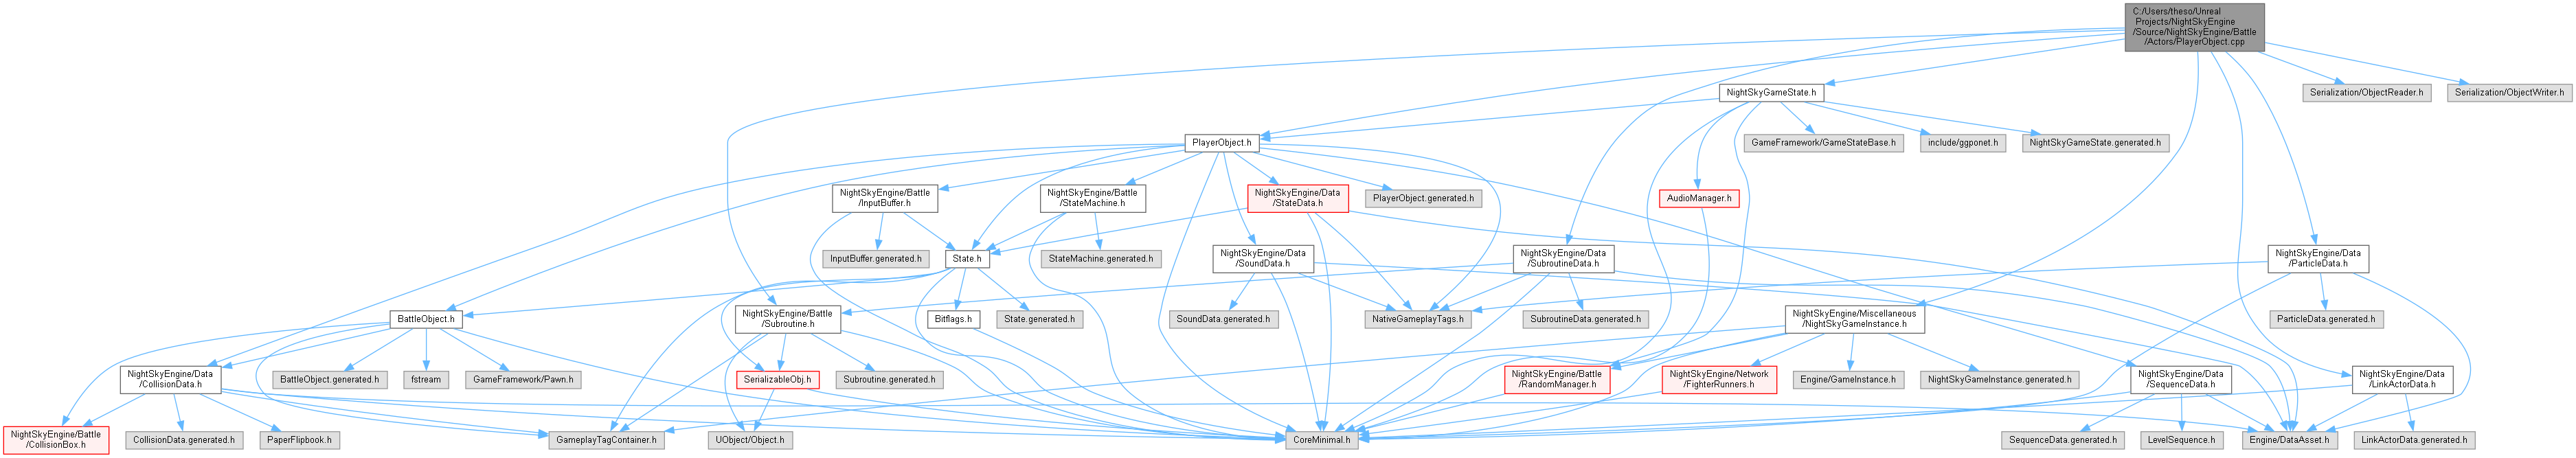 C:/Users/theso/Unreal
Projects/NightSkyEngine
/Source/NightSkyEngine/Battle
/Actors/PlayerObject.cpp
NightSkyGameState.h
Serialization/ObjectReader.h
Serialization/ObjectWriter.h
PlayerObject.h
GameFramework/GameStateBase.h
include/ggponet.h
NightSkyGameState.generated.h
NightSkyEngine/Battle
/InputBuffer.h
NightSkyEngine/Battle
/StateMachine.h
NightSkyEngine/Data
/StateData.h
PlayerObject.generated.h
AudioManager.h
InputBuffer.generated.h
State.h
StateMachine.generated.h
NightSkyEngine/Data
/SoundData.h
NightSkyEngine/Data
/SubroutineData.h
NightSkyEngine/Data
/ParticleData.h
BattleObject.h
NightSkyEngine/Battle
/Subroutine.h
Bitflags.h
State.generated.h
SoundData.generated.h
NativeGameplayTags.h
SubroutineData.generated.h
NightSkyEngine/Miscellaneous
/NightSkyGameInstance.h
ParticleData.generated.h
NightSkyEngine/Data
/CollisionData.h
BattleObject.generated.h
fstream
GameFramework/Pawn.h
SerializableObj.h
Subroutine.generated.h
NightSkyEngine/Battle
/RandomManager.h
NightSkyEngine/Network
/FighterRunners.h
Engine/GameInstance.h
NightSkyGameInstance.generated.h
NightSkyEngine/Data
/SequenceData.h
NightSkyEngine/Data
/LinkActorData.h
NightSkyEngine/Battle
/CollisionBox.h
CollisionData.generated.h
PaperFlipbook.h
GameplayTagContainer.h
UObject/Object.h
CoreMinimal.h
SequenceData.generated.h
LevelSequence.h
Engine/DataAsset.h
LinkActorData.generated.h